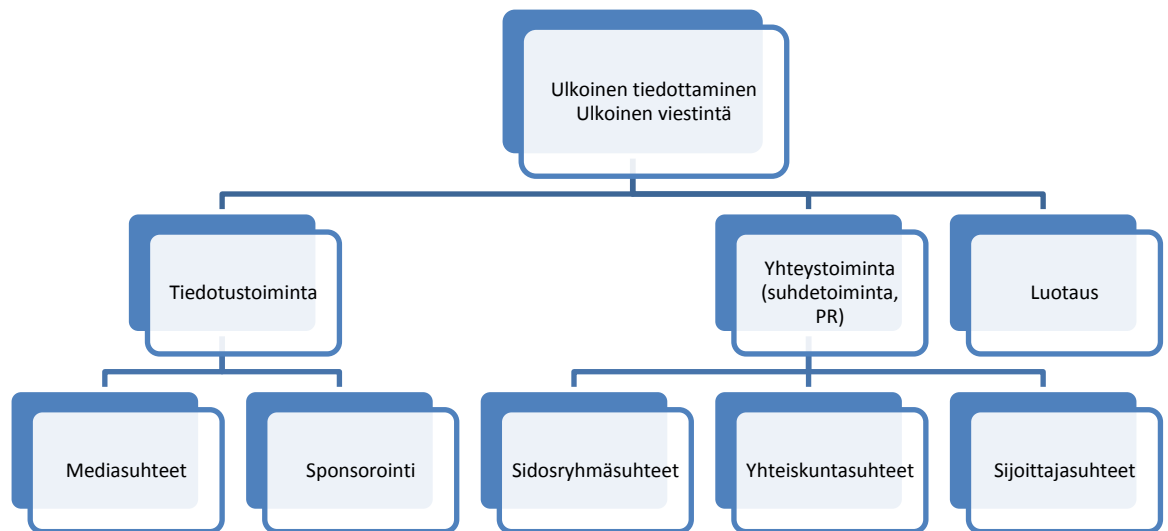 Ulkoinen tiedottaminen
Ulkoinen viestintä
Tiedotustoiminta
Yhteystoiminta
(suhdetoiminta,
PR)
Luotaus
Mediasuhteet
Sponsorointi
Sidosryhmäsuhteet
Yhteiskuntasuhteet
Sijoittajasuhteet